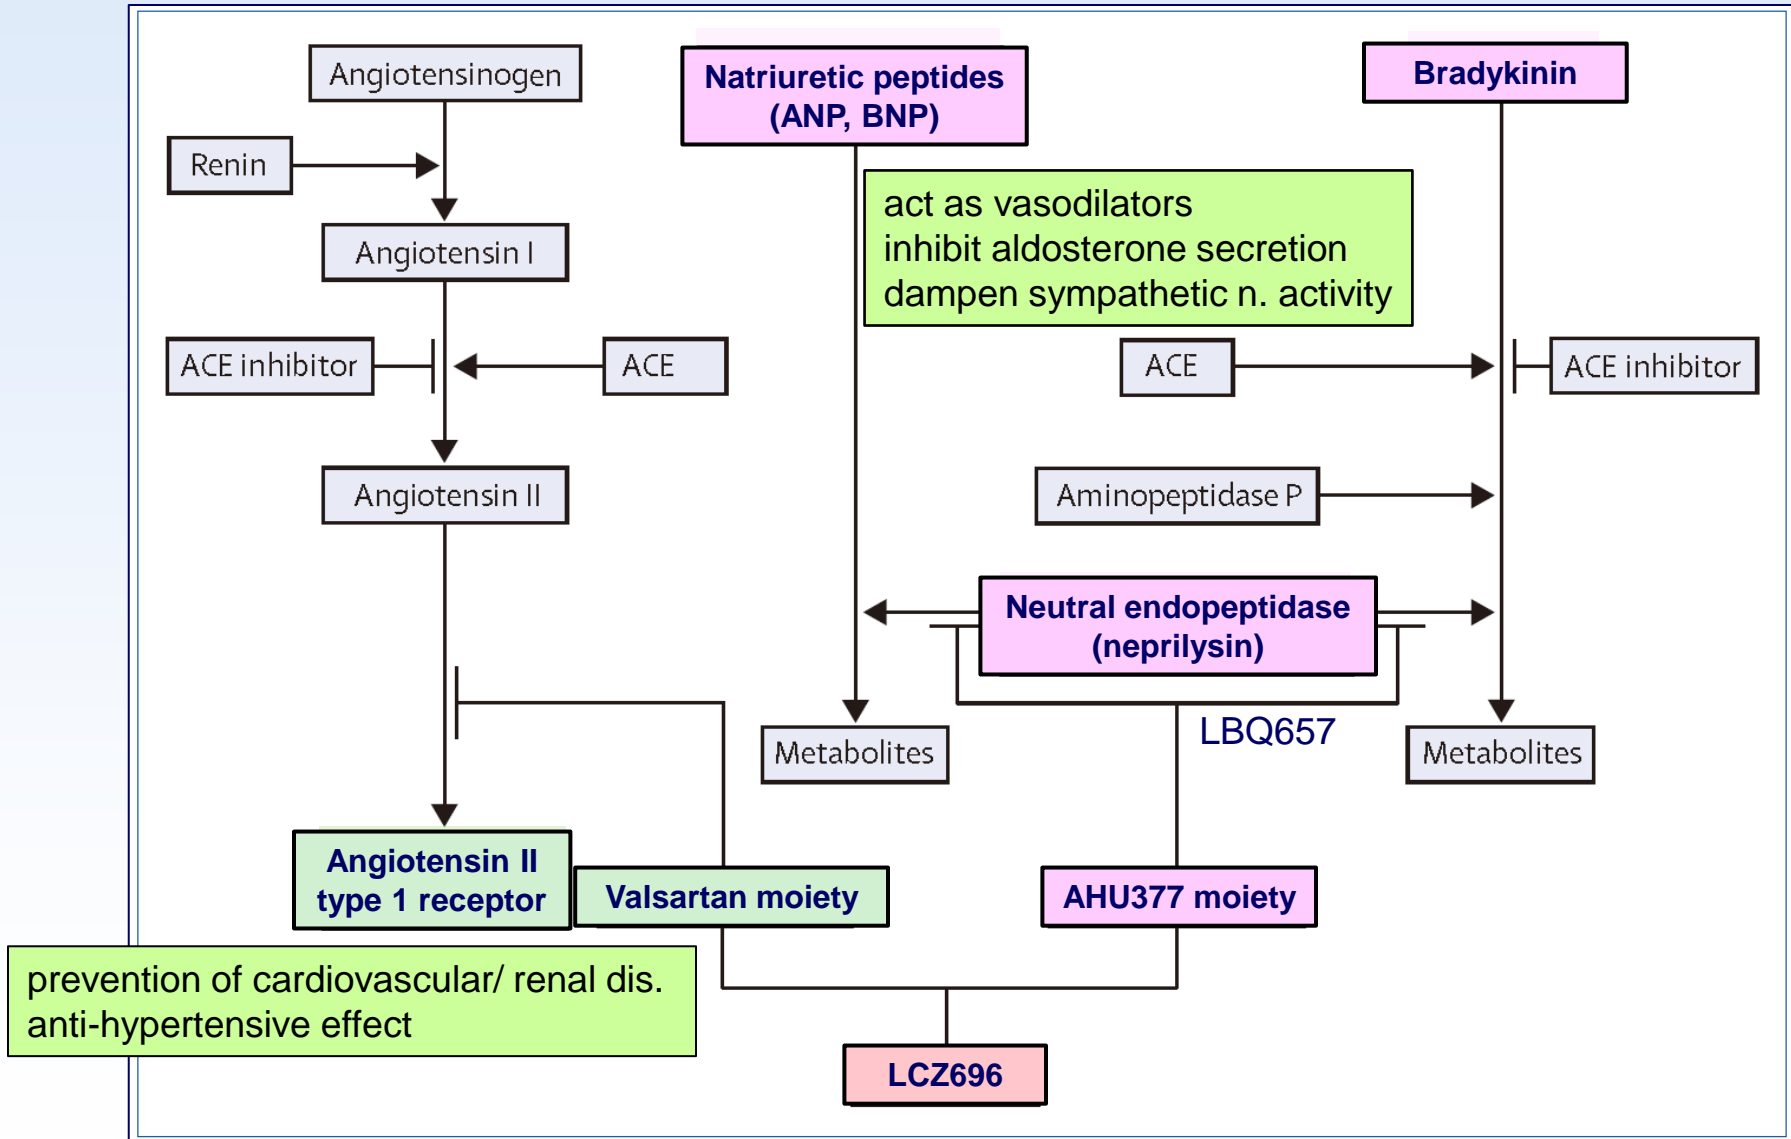 Angiotensinogen
Natriuretic peptides
(ANP, BNP)
Bradykinin
Renin
act as vasodilators
inhibit aldosterone secretion
dampen sympathetic n. activity
Angiotensin I
ACE inhibitor
ACE
ACE
ACE inhibitor
Angiotensin II
Aminopeptidase P
Neutral endopeptidase
(neprilysin)
LBQ657
Metabolites
Metabolites
Angiotensin II
type 1 receptor
Valsartan moiety
AHU377 moiety
prevention of cardiovascular/ renal dis.
anti-hypertensive effect
LCZ696